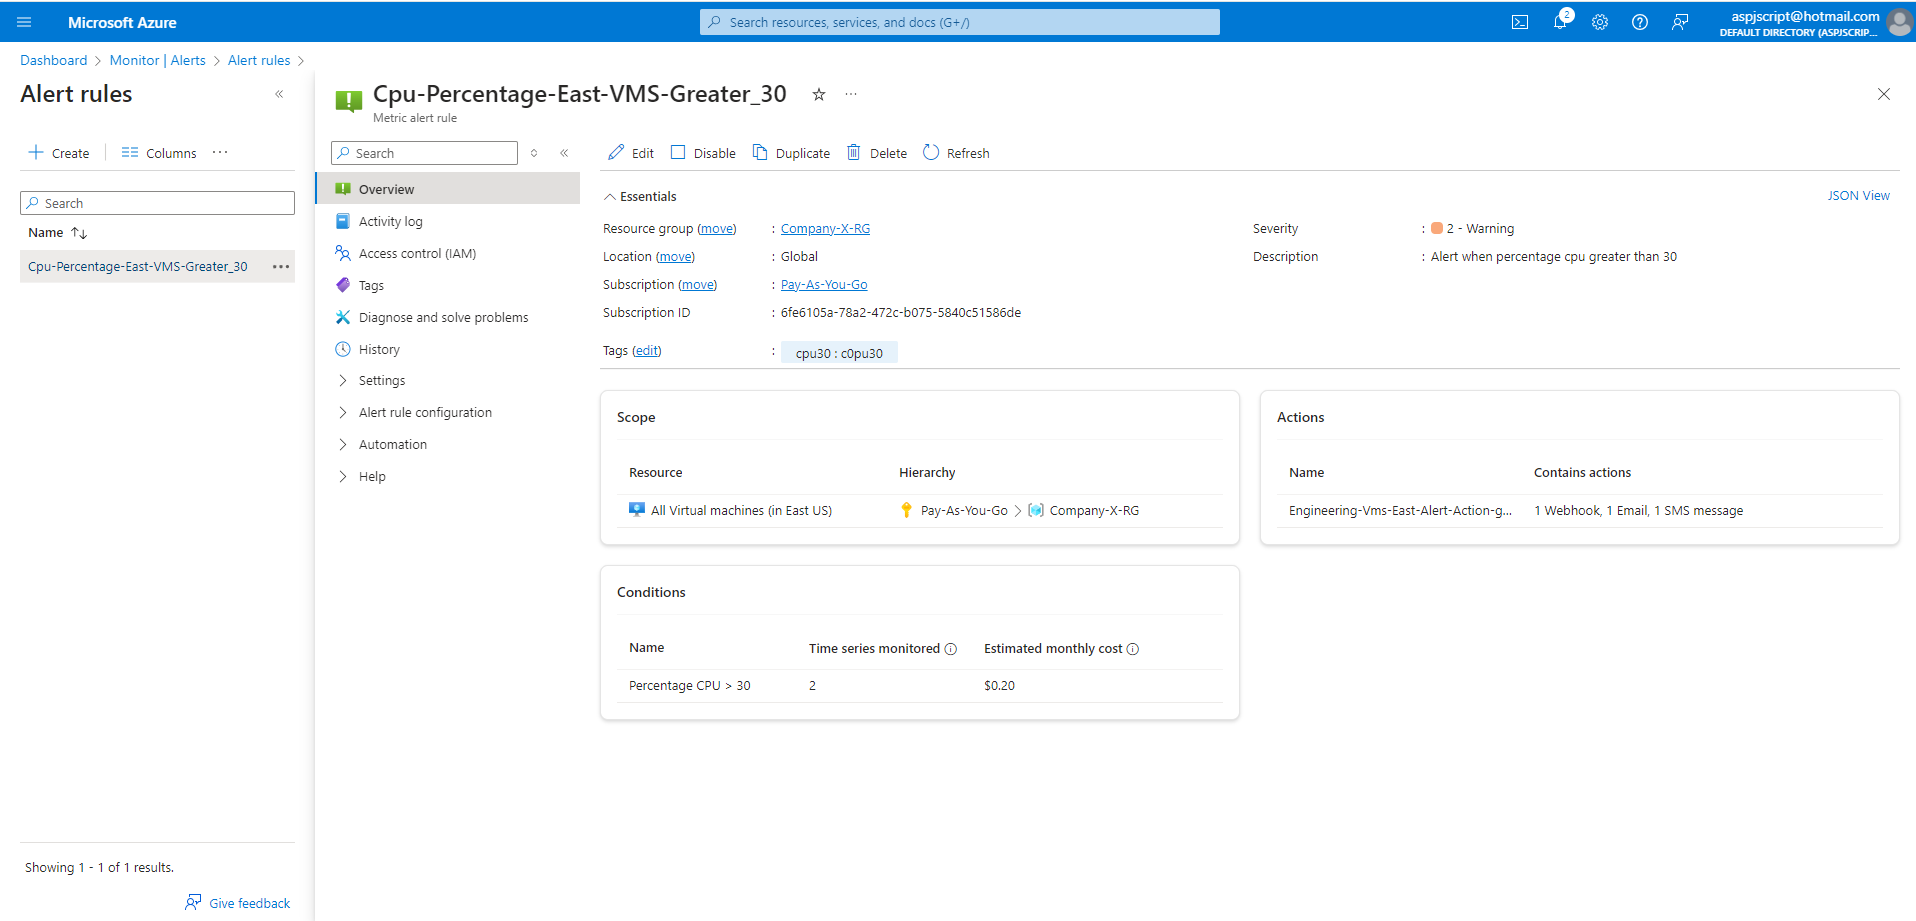 Microsoft Azure
Search resources, services, and docs (G+/)
2
aspjscript@hotmail.com
DEFAULT DIRECTORY (ASPJSCRIP...
Dashboard > Monitor | Alerts > Alert rules >
Alert rules
Create
Columns
Search
Name
Cpu-Percentage-East-VMS-Greater_30
Showing 1 - 1 of 1 results.
Give feedback
Cpu-Percentage-East-VMS-Greater_30
Metric alert rule
Search
Overview
Activity log
Access control (IAM)
Tags
Diagnose and solve problems
History
Settings
Alert rule configuration
Automation
Help
Edit Disable Duplicate Delete Refresh
Essentials
JSON View
Resource group (move) : Company-X-RG
Location (move) : Global
Subscription (move) : Pay-As-You-Go
Subscription ID : 6fe6105a-78a2-472c-b075-5840c51586de
Tags (edit) : cpu30 : c0pu30
Severity : 2 - Warning
Description : Alert when percentage cpu greater than 30
Scope
Resource Hierarchy
All Virtual machines (in East US) Pay-As-You-Go > Company-X-RG
Actions
Name Contains actions
Engineering-Vms-East-Alert-Action-g... 1 Webhook, 1 Email, 1 SMS message
Conditions
Name Time series monitored Estimated monthly cost
Percentage CPU > 30 2 $0.20